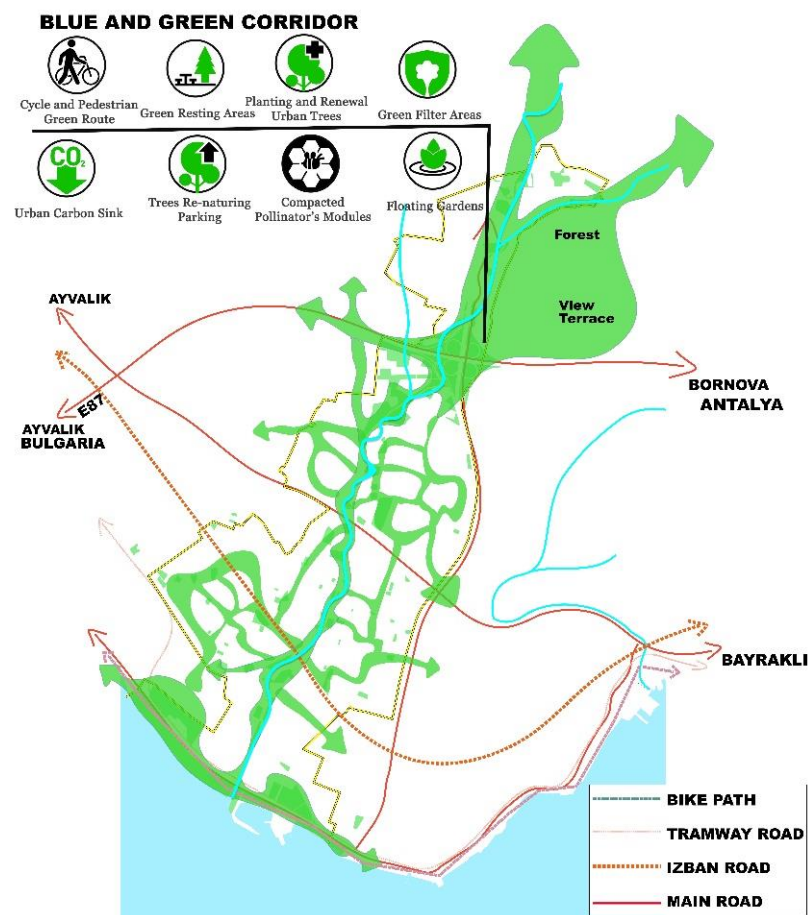 BLUE AND GREEN CORRIDOR
Cycle and Pedestrian
Green Route
Green Resting Areas
Planting and Renewal
Urban Trees
Green Filter Areas
CO₂
Urban Carbon Sink
Trees Re-naturing
Parking
Compacted
Pollinator's Modules
Floating Gardens
Forest
View
Terrace
AYVALIK
E87
AYVALIK
BULGARIA
BORNOVA
ANTALYA
BAYRAKLI
BIKE PATH
TRAMWAY ROAD
IZBAN ROAD
MAIN ROAD